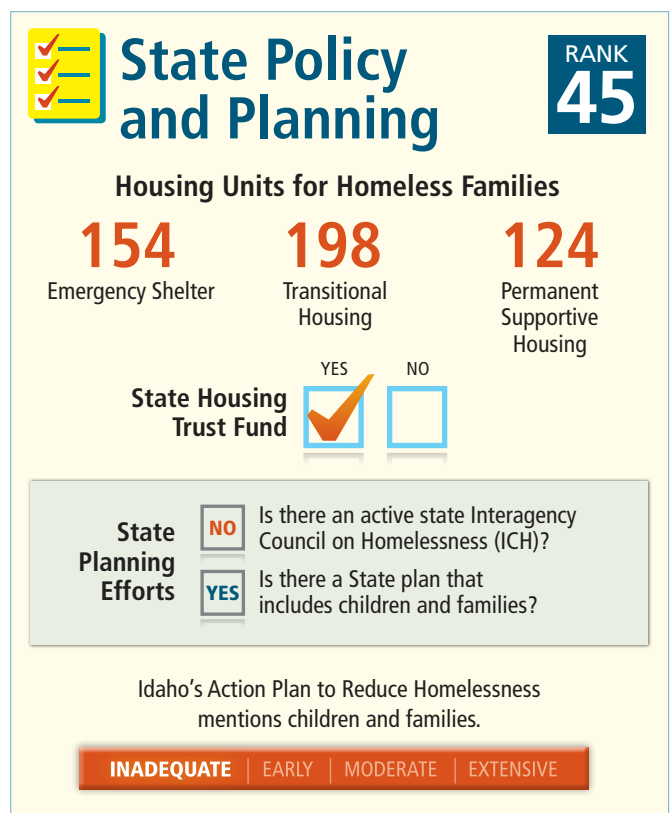 State Policy
and Planning
RANK
45
Housing Units for Homeless Families
154
Emergency Shelter
198
Transitional
Housing
124
Permanent
Supportive
Housing
YES
NO
State Housing
Trust Fund
State
Planning
Efforts
NO
Is there an active state Interagency
Council on Homelessness (ICH)?
YES
Is there a State plan that
includes children and families?
Idaho’s Action Plan to Reduce Homelessness
mentions children and families.
INADEQUATE | EARLY | MODERATE | EXTENSIVE